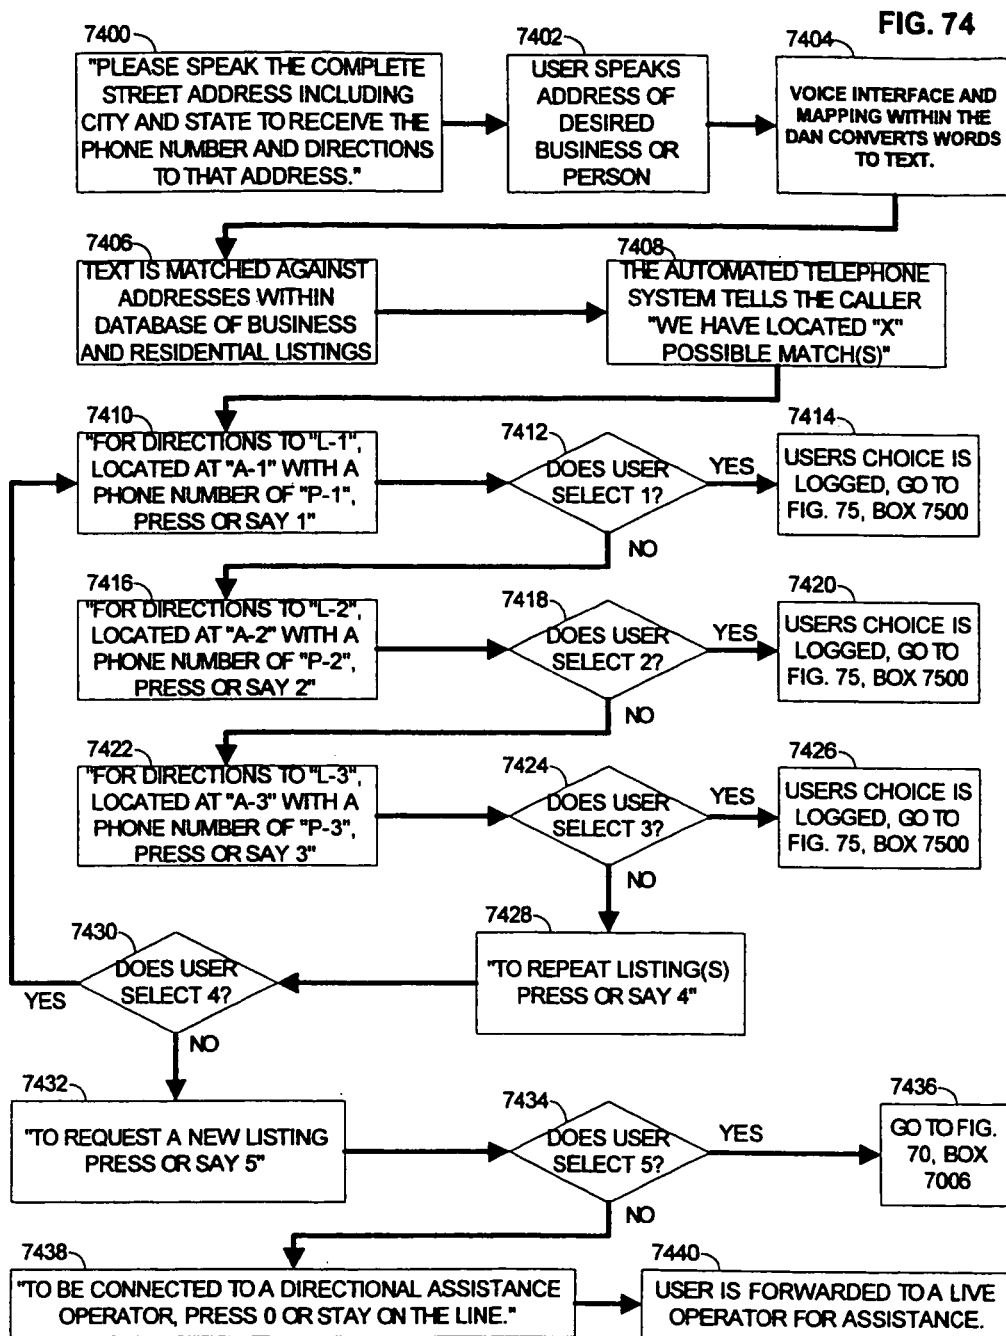 FIG. 74
7400
"PLEASE SPEAK THE COMPLETE
STREET ADDRESS INCLUDING
CITY AND STATE TO RECEIVE THE
PHONE NUMBER AND DIRECTIONS
TO THAT ADDRESS."
7402
USER SPEAKS
ADDRESS OF
DESIRED
BUSINESS OR
PERSON
7404
VOICE INTERFACE AND
MAPPING WITHIN THE
DAN CONVERTS WORDS
TO TEXT.
7406
TEXT IS MATCHED AGAINST
ADDRESSES WITHIN
DATABASE OF BUSINESS
AND RESIDENTIAL LISTINGS
7408
THE AUTOMATED TELEPHONE
SYSTEM TELLS THE CALLER
"WE HAVE LOCATED "X"
POSSIBLE MATCH(S)"
7410
"FOR DIRECTIONS TO "L-1",
LOCATED AT "A-1" WITH A
PHONE NUMBER OF "P-1",
PRESS OR SAY 1"
7412
DOES USER
SELECT 1?
YES
NO
7414
USERS CHOICE IS
LOGGED, GO TO
FIG. 75, BOX 7500
7416
"FOR DIRECTIONS TO "L-2",
LOCATED AT "A-2" WITH A
PHONE NUMBER OF "P-2",
PRESS OR SAY 2"
7418
DOES USER
SELECT 2?
YES
NO
7420
USERS CHOICE IS
LOGGED, GO TO
FIG. 75, BOX 7500
7422
"FOR DIRECTIONS TO "L-3",
LOCATED AT "A-3" WITH A
PHONE NUMBER OF "P-3",
PRESS OR SAY 3"
7424
DOES USER
SELECT 3?
YES
NO
7426
USERS CHOICE IS
LOGGED, GO TO
FIG. 75, BOX 7500
7428
"TO REPEAT LISTING(S)
PRESS OR SAY 4"
7430
DOES USER
SELECT 4?
YES
NO
7432
"TO REQUEST A NEW LISTING
PRESS OR SAY 5"
7434
DOES USER
SELECT 5?
YES
NO
7436
GO TO FIG.
70, BOX
7006
7438
"TO BE CONNECTED TO A DIRECTIONAL ASSISTANCE
OPERATOR, PRESS 0 OR STAY ON THE LINE."
7440
USER IS FORWARDED TO A LIVE
OPERATOR FOR ASSISTANCE.